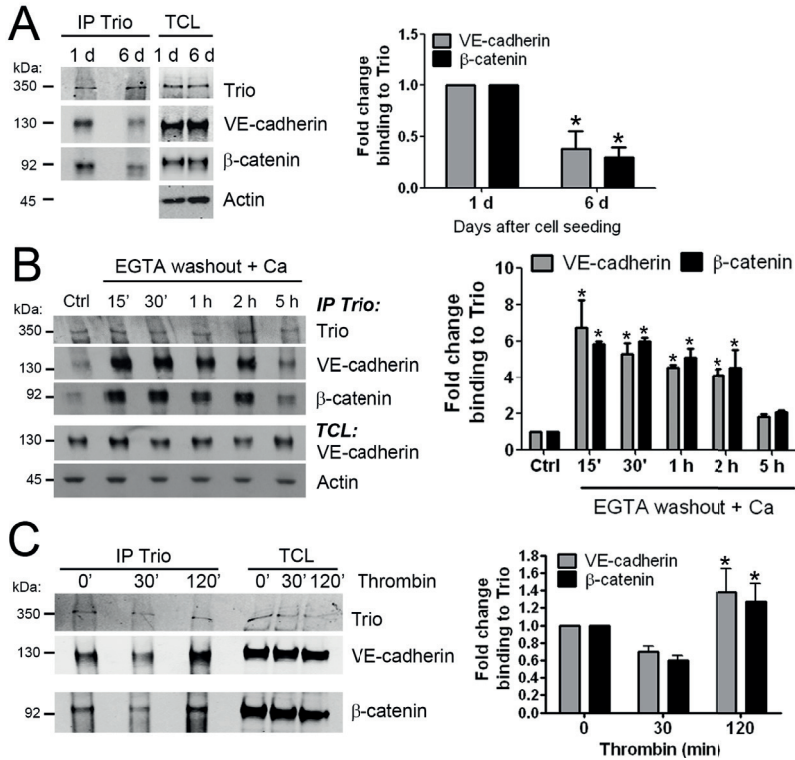 A
IP Trio
TCL
1 d 6 d 1 d 6 d
kDa:
350
Trio
130
VE-cadherin
92
β-catenin
45
Actin
Fold change
binding to Trio
1.5
1.0
0.5
0.0
VE-cadherin
β-catenin
* *
1 d 6 d
Days after cell seeding
B
EGTA washout + Ca
kDa:
Ctrl 15' 30' 1 h 2 h 5 h
IP Trio:
350
Trio
130
VE-cadherin
92
β-catenin
TCL:
130
VE-cadherin
45
Actin
Fold change
binding to Trio
VE-cadherin β-catenin
10
8
6
4
2
0
* * * * * * * *
Ctrl 15' 30' 1 h 2 h 5 h
EGTA washout + Ca
C
IP Trio TCL
kDa:
0' 30' 120' 0' 30' 120' Thrombin
350
Trio
130
VE-cadherin
92
β-catenin
Fold change
binding to Trio
1.8
1.6
1.4
1.2
1.0
0.8
0.6
0.4
0.2
0.0
VE-cadherin
β-catenin
* *
0 30 120
Thrombin (min)